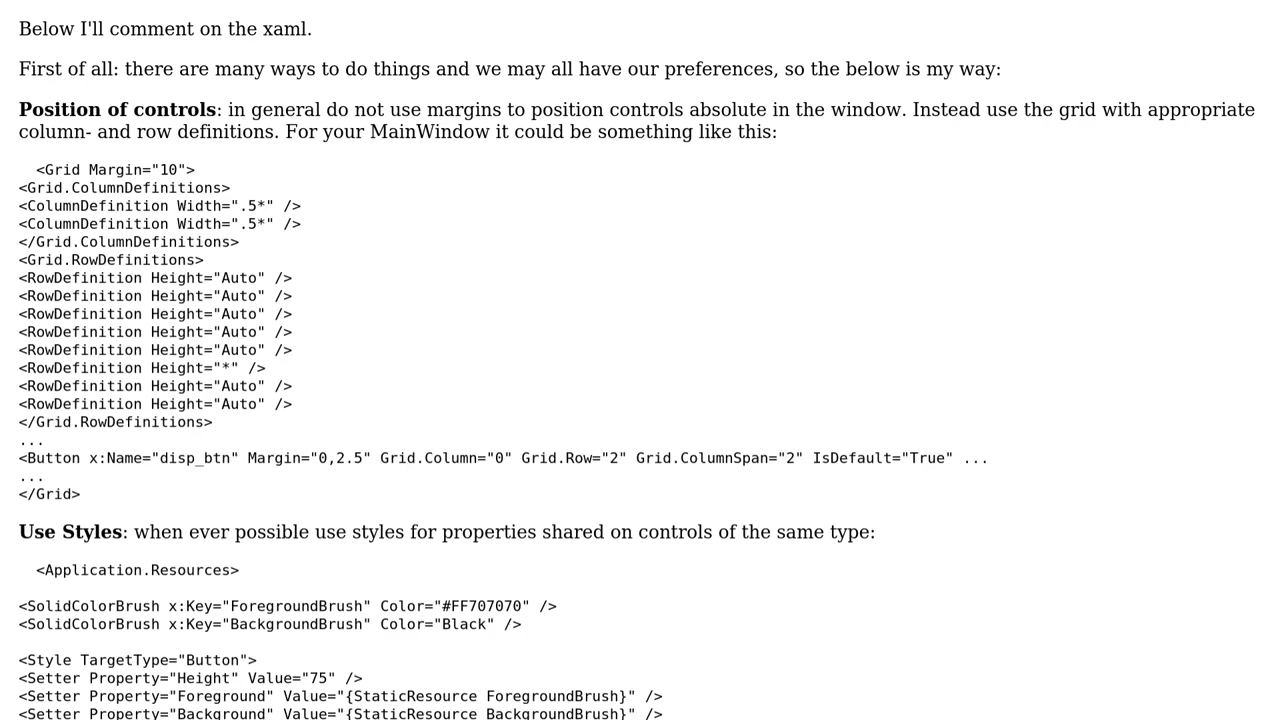 Below I'll comment on the xaml.
First of all: there are many ways to do things and we may all have our preferences, so the below is my way:
Position of controls: in general do not use margins to position controls absolute in the window. Instead use the grid with appropriate
column- and row definitions. For your MainWindow it could be something like this:
<Grid Margin="10">
<Grid.ColumnDefinitions>
<ColumnDefinition Width=".5*" />
<ColumnDefinition Width=".5*" />
</Grid.ColumnDefinitions>
<Grid.RowDefinitions>
<RowDefinition Height="Auto" />
<RowDefinition Height="Auto" />
<RowDefinition Height="Auto" />
<RowDefinition Height="Auto" />
<RowDefinition Height="Auto" />
<RowDefinition Height="*" />
<RowDefinition Height="Auto" />
<RowDefinition Height="Auto" />
</Grid.RowDefinitions>
...
<Button x:Name="disp_btn" Margin="0,2.5" Grid.Column="0" Grid.Row="2" Grid.ColumnSpan="2" IsDefault="True" ...
...
</Grid>
Use Styles: when ever possible use styles for properties shared on controls of the same type:
<Application.Resources>
<SolidColorBrush x:Key="ForegroundBrush" Color="#FF707070" />
<SolidColorBrush x:Key="BackgroundBrush" Color="Black" />
<Style TargetType="Button">
<Setter Property="Height" Value="75" />
<Setter Property="Foreground" Value="{StaticResource ForegroundBrush}" />
<Setter Property="Background" Value="{StaticResource BackgroundBrush}" />